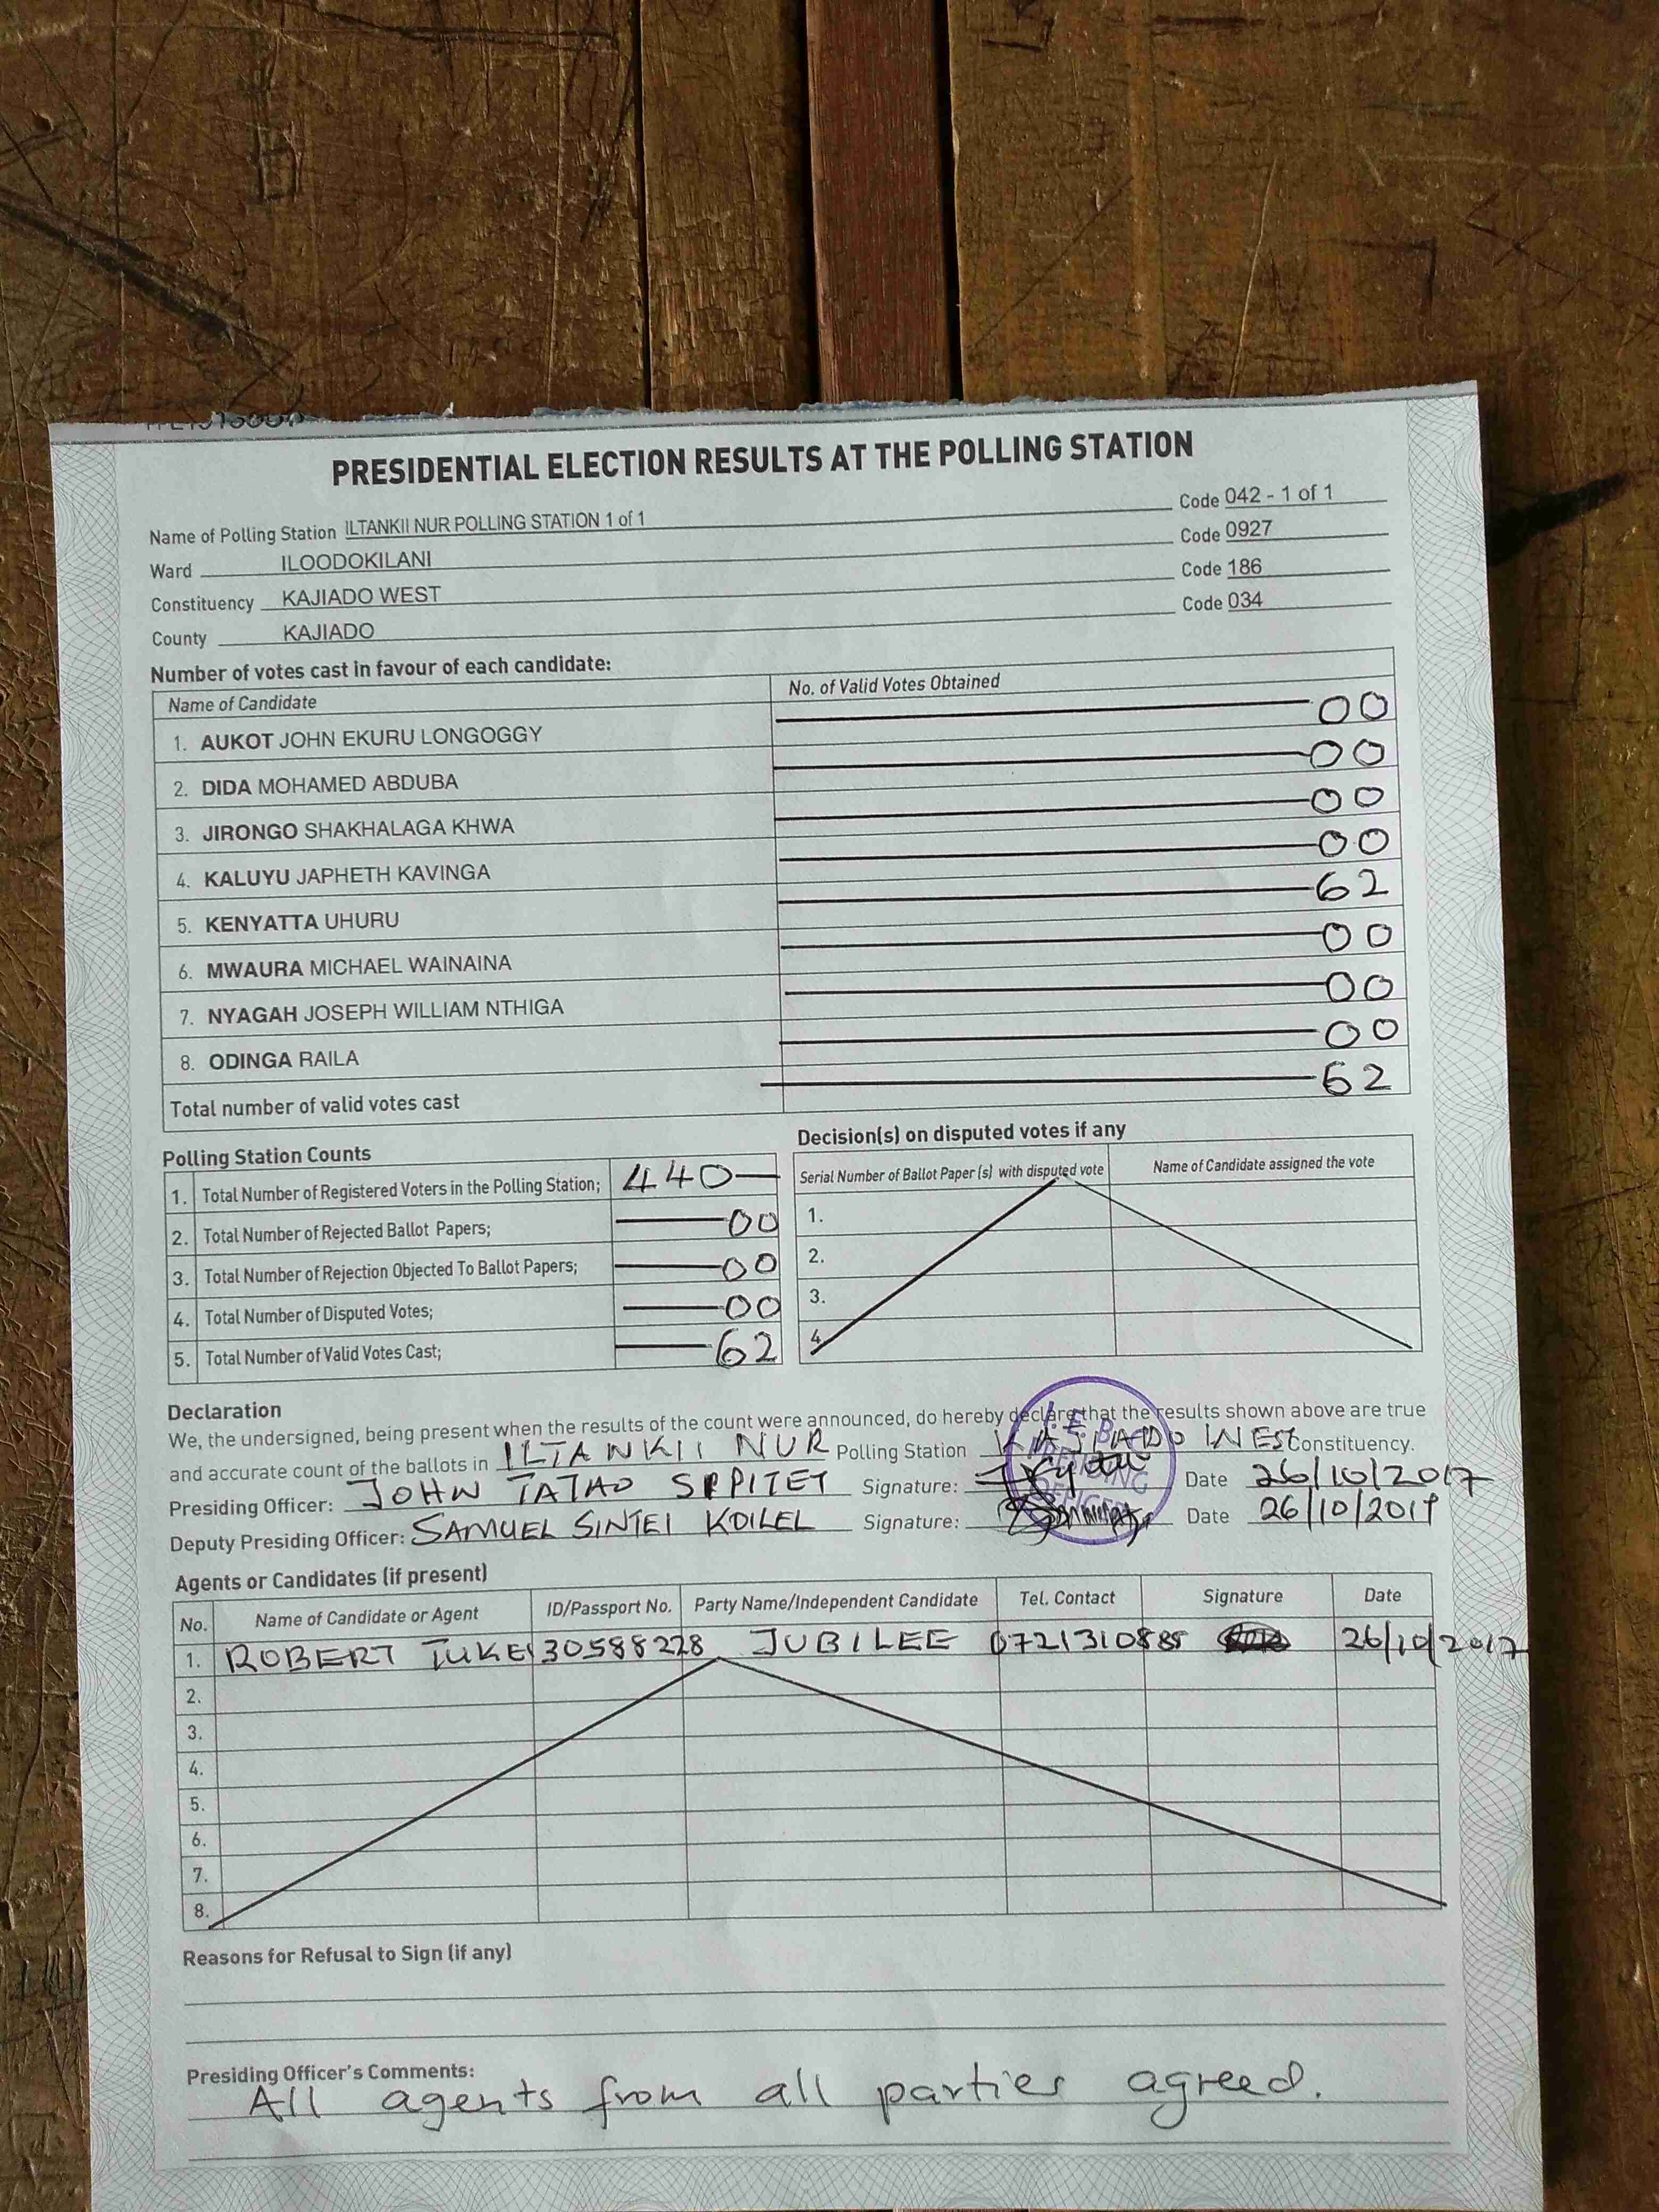 PRESIDENTIAL ELECTION RESULTS AT THE POLLING STATION
Name of Polling Station ILTANKII NUR POLLING STATION 1 of 1 Code 042 - 1 of 1
Ward ILOODOKILANI Code 0927
Constituency KAJIADO WEST Code 186
County KAJIADO Code 034
Number of votes cast in favour of each candidate:
Name of Candidate No. of Valid Votes Obtained
1. AUKOT JOHN EKURU LONGOGGY 00
2. DIDA MOHAMED ABDUBA 00
3. JIRONGO SHAKHALAGA KHWA 00
4. KALUYU JAPHETH KAVINGA 00
5. KENYATTA UHURU 62
6. MWAURA MICHAEL WAINAINA 00
7. NYAGAH JOSEPH WILLIAM NTHIGA 00
8. ODINGA RAILA 00
Total number of valid votes cast 62
Polling Station Counts
1. Total Number of Registered Voters in the Polling Station; 440
2. Total Number of Rejected Ballot Papers; 00
3. Total Number of Rejection Objected To Ballot Papers; 00
4. Total Number of Disputed Votes; 00
5. Total Number of Valid Votes Cast; 62
Decision(s) on disputed votes if any
Serial Number of Ballot Paper (s) with disputed vote Name of Candidate assigned the vote
1.
2.
3.
4.
Declaration
We, the undersigned, being present when the results of the count were announced, do hereby declare that the results shown above are true
and accurate count of the ballots in ILTANKII NUR Polling Station KAJIADO WEST Constituency.
Presiding Officer: JOHN TATAO Signature: Date 26/10/2017
Deputy Presiding Officer: SAMUEL SINTEI KOILEL Signature: Date 26/10/2017
I.E.B.C
PRESIDING
OFFICER
Agents or Candidates (if present)
No. Name of Candidate or Agent ID/Passport No. Party Name/Independent Candidate Tel. Contact Signature Date
1. ROBERT TUKEI 30588228 JUBILEE 0721310885 26/10/2017
2.
3.
4.
5.
6.
7.
8.
Reasons for Refusal to Sign (if any)
Presiding Officer's Comments:
All agents from all parties agreed.